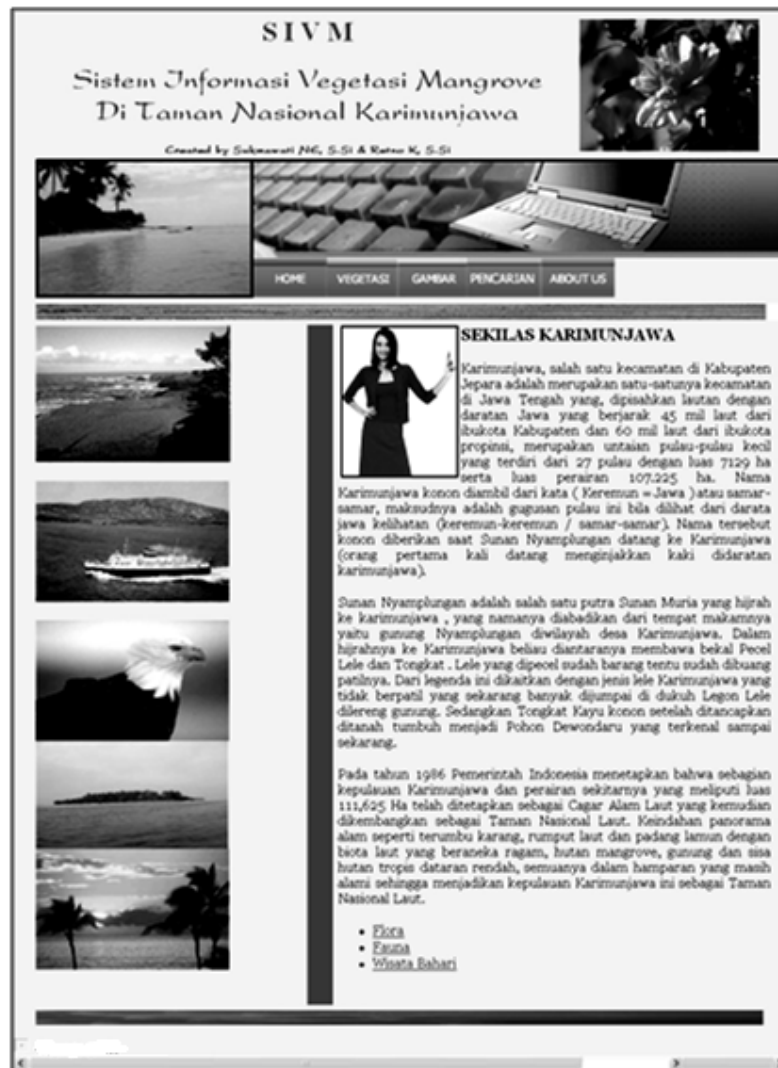 S I V M
Sistem Informasi Vegetasi Mangrove
Di Taman Nasional Karimunjawa
Created by Sukmawati NE, S.Si & Retno K, S.Si
HOME VEGETASI GAMBAR PENCARIAN ABOUT US
SEKILAS KARIMUNJAWA
Karimunjawa, salah satu kecamatan di Kabupaten
Jepara adalah merupakan satu-satunya kecamatan
di Jawa Tengah yang, dipisahkan lautan dengan
daratan Jawa yang berjarak 45 mil laut dari
ibukota Kabupaten dan 60 mil laut dari ibukota
propinsi, merupakan untaian pulau-pulau kecil
yang terdiri dari 27 pulau dengan luas 7129 ha
serta luas perairan 107.225 ha. Nama
Karimunjawa konon diambil dari kata ( Keremun = Jawa ) atau samar-
samar, maksudnya adalah gugusan pulau ini bila dilihat dari darata
jawa kelihatan (keremun-keremun / samar-samar). Nama tersebut
konon diberikan saat Sunan Nyamplungan datang ke Karimunjawa
(orang pertama kali datang menginjakkan kaki didaratan
karimunjawa).
Sunan Nyamplungan adalah salah satu putra Sunan Muria yang hijrah
ke karimunjawa , yang namanya diabadikan dari tempat makamnya
yaitu gunung Nyamplungan diwilayah desa Karimunjawa. Dalam
hijrahnya ke Karimunjawa beliau diantaranya membawa bekal Pecel
Lele dan Tongkat . Lele yang dipecel sudah barang tentu sudah dibuang
patilnya. Dari legenda ini dikaitkan dengan jenis lele Karimunjawa yang
tidak berpatil yang sekarang banyak dijumpai di dukuh Legon Lele
dilereng gunung. Sedangkan Tongkat Kayu konon setelah ditancapkan
ditanah tumbuh menjadi Pohon Dewondaru yang terkenal sampai
sekarang.
Pada tahun 1986 Pemerintah Indonesia menetapkan bahwa sebagian
kepulauan Karimunjawa dan perairan sekitarnya yang meliputi luas
111,625 Ha telah ditetapkan sebagai Cagar Alam Laut yang kemudian
dikembangkan sebagai Taman Nasional Laut. Keindahan panorama
alam seperti terumbu karang, rumput laut dan padang lamun dengan
biota laut yang beraneka ragam, hutan mangrove, gunung dan sisa
hutan tropis dataran rendah, semuanya dalam hamparan yang masih
alami sehingga menjadikan kepulauan Karimunjawa ini sebagai Taman
Nasional Laut.
• Flora
• Fauna
• Wisata Bahari